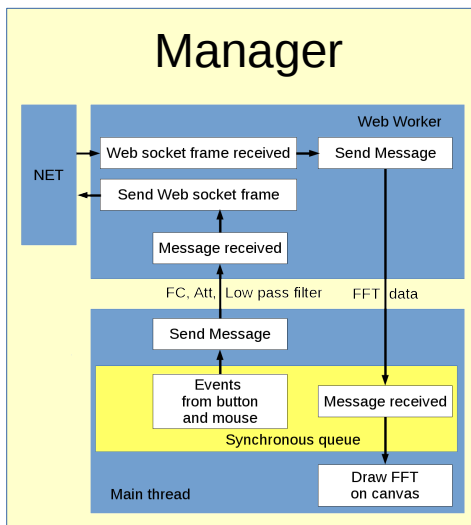 Manager
Web Worker
NET
Web socket frame received
Send Message
Send Web socket frame
Message received
FC, Att, Low pass filter
FFT data
Send Message
Events
from button
and mouse
Message received
Synchronous queue
Draw FFT
on canvas
Main thread